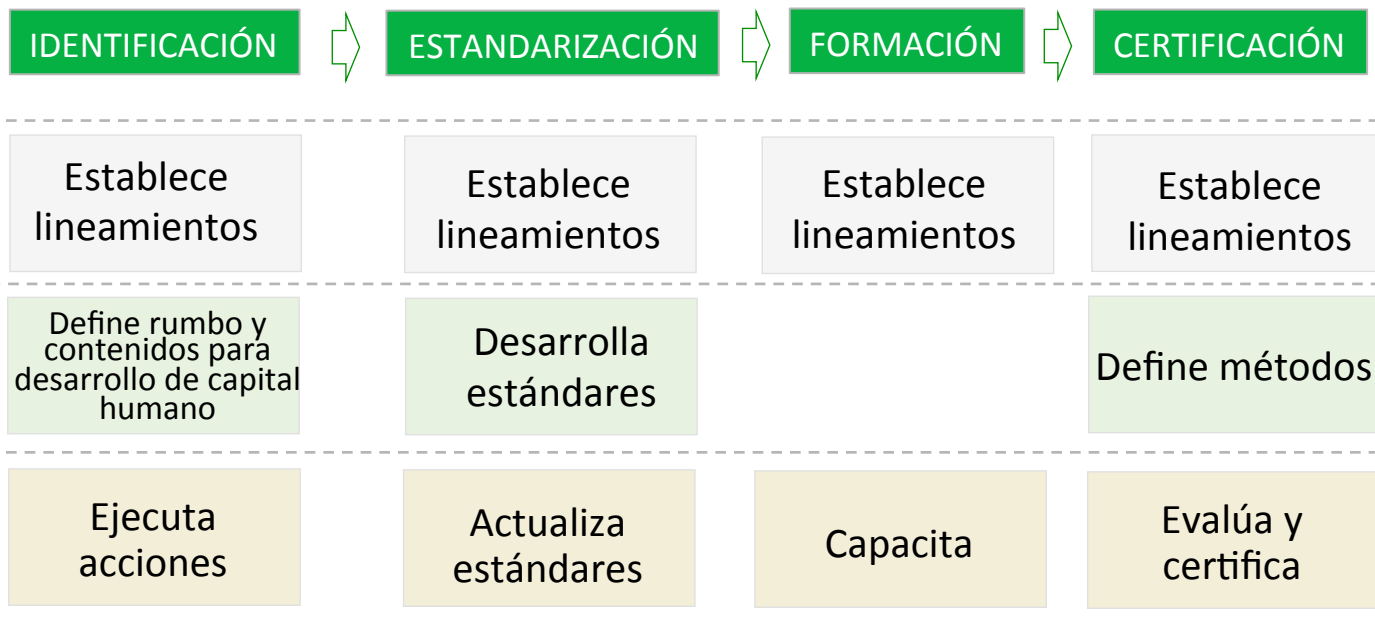 IDENTIFICACIÓN
ESTANDARIZACIÓN
FORMACIÓN
CERTIFICACIÓN
Establece
lineamientos
Establece
lineamientos
Establece
lineamientos
Establece
lineamientos
Define rumbo y
contenidos para
desarrollo de capital
humano
Desarrolla
estándares
Define métodos
Ejecuta
acciones
Actualiza
estándares
Capacita
Evalúa y
certifica